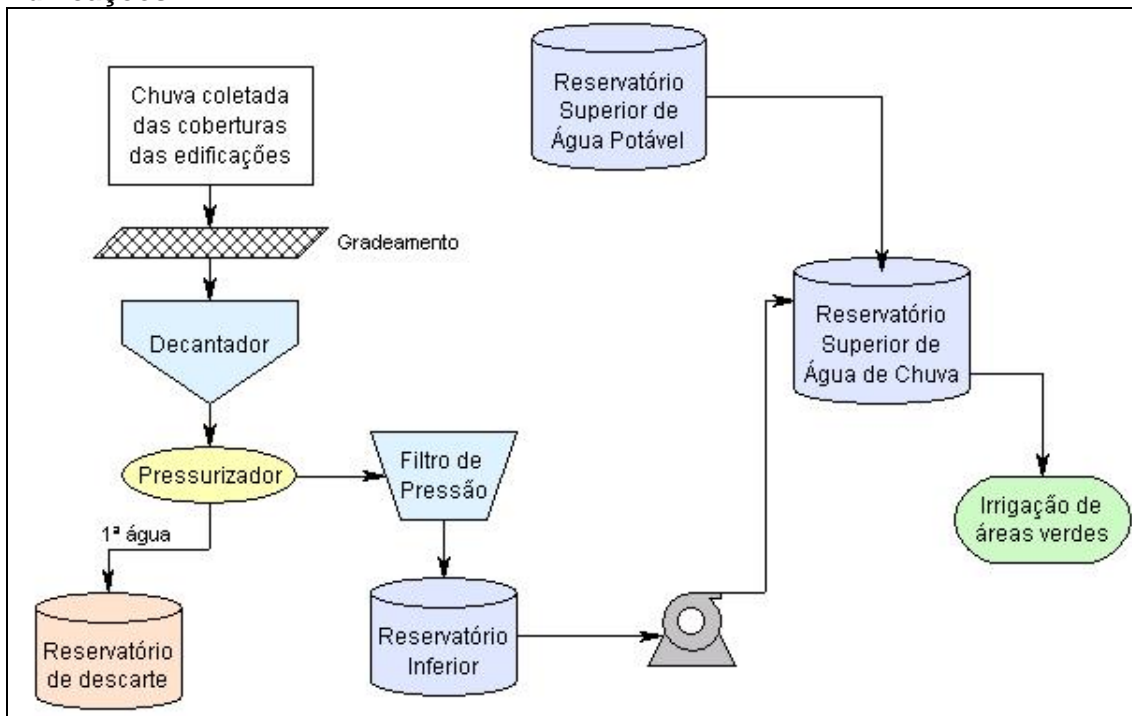 Chuva coletada
das coberturas
das edificações
Gradeamento
Decantador
Pressurizador
1ª água
Reservatório
de descarte
Filtro de
Pressão
Reservatório
Inferior
Reservatório
Superior de
Água Potável
Reservatório
Superior de
Água de Chuva
Irrigação de
áreas verdes